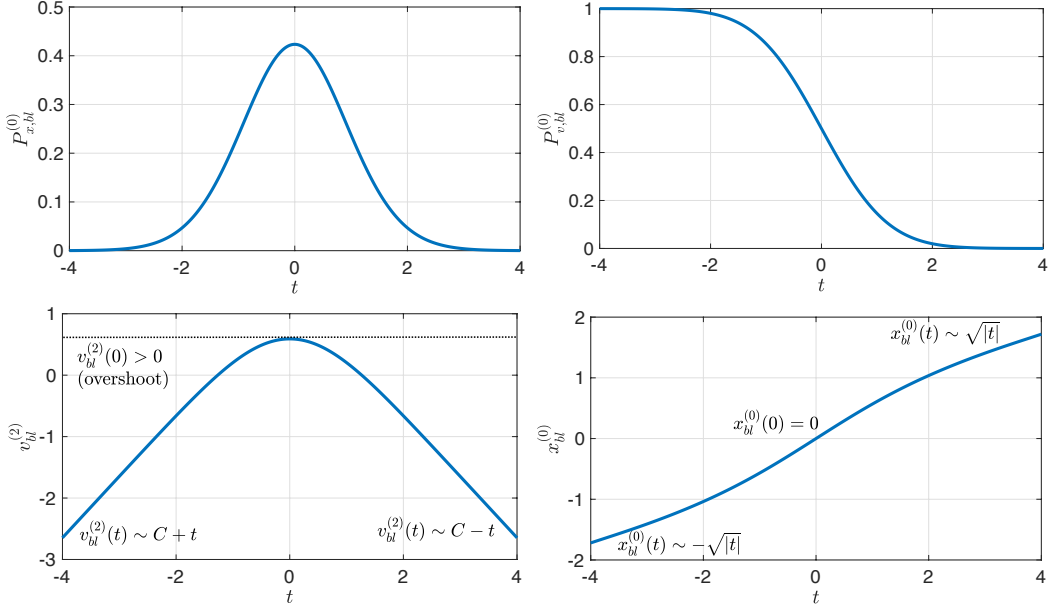 0.5
0.4
0.3
0.2
0.1
0
-4 -2 0 2 4
t
P_{x,bl}^{(0)}
1
0.8
0.6
0.4
0.2
0
-4 -2 0 2 4
t
P_{v,bl}^{(0)}
1
0
-1
-2
-3
v_{bl}^{(2)}(0) > 0
(overshoot)
v_{bl}^{(2)}(t) ∼ C + t
v_{bl}^{(2)}(t) ∼ C − t
-4 -2 0 2 4
t
v_{bl}^{(2)}
2
1
0
-1
-2
x_{bl}^{(0)}(t) ∼ √|t|
x_{bl}^{(0)}(0) = 0
x_{bl}^{(0)}(t) ∼ −√|t|
-4 -2 0 2 4
t
x_{bl}^{(0)}